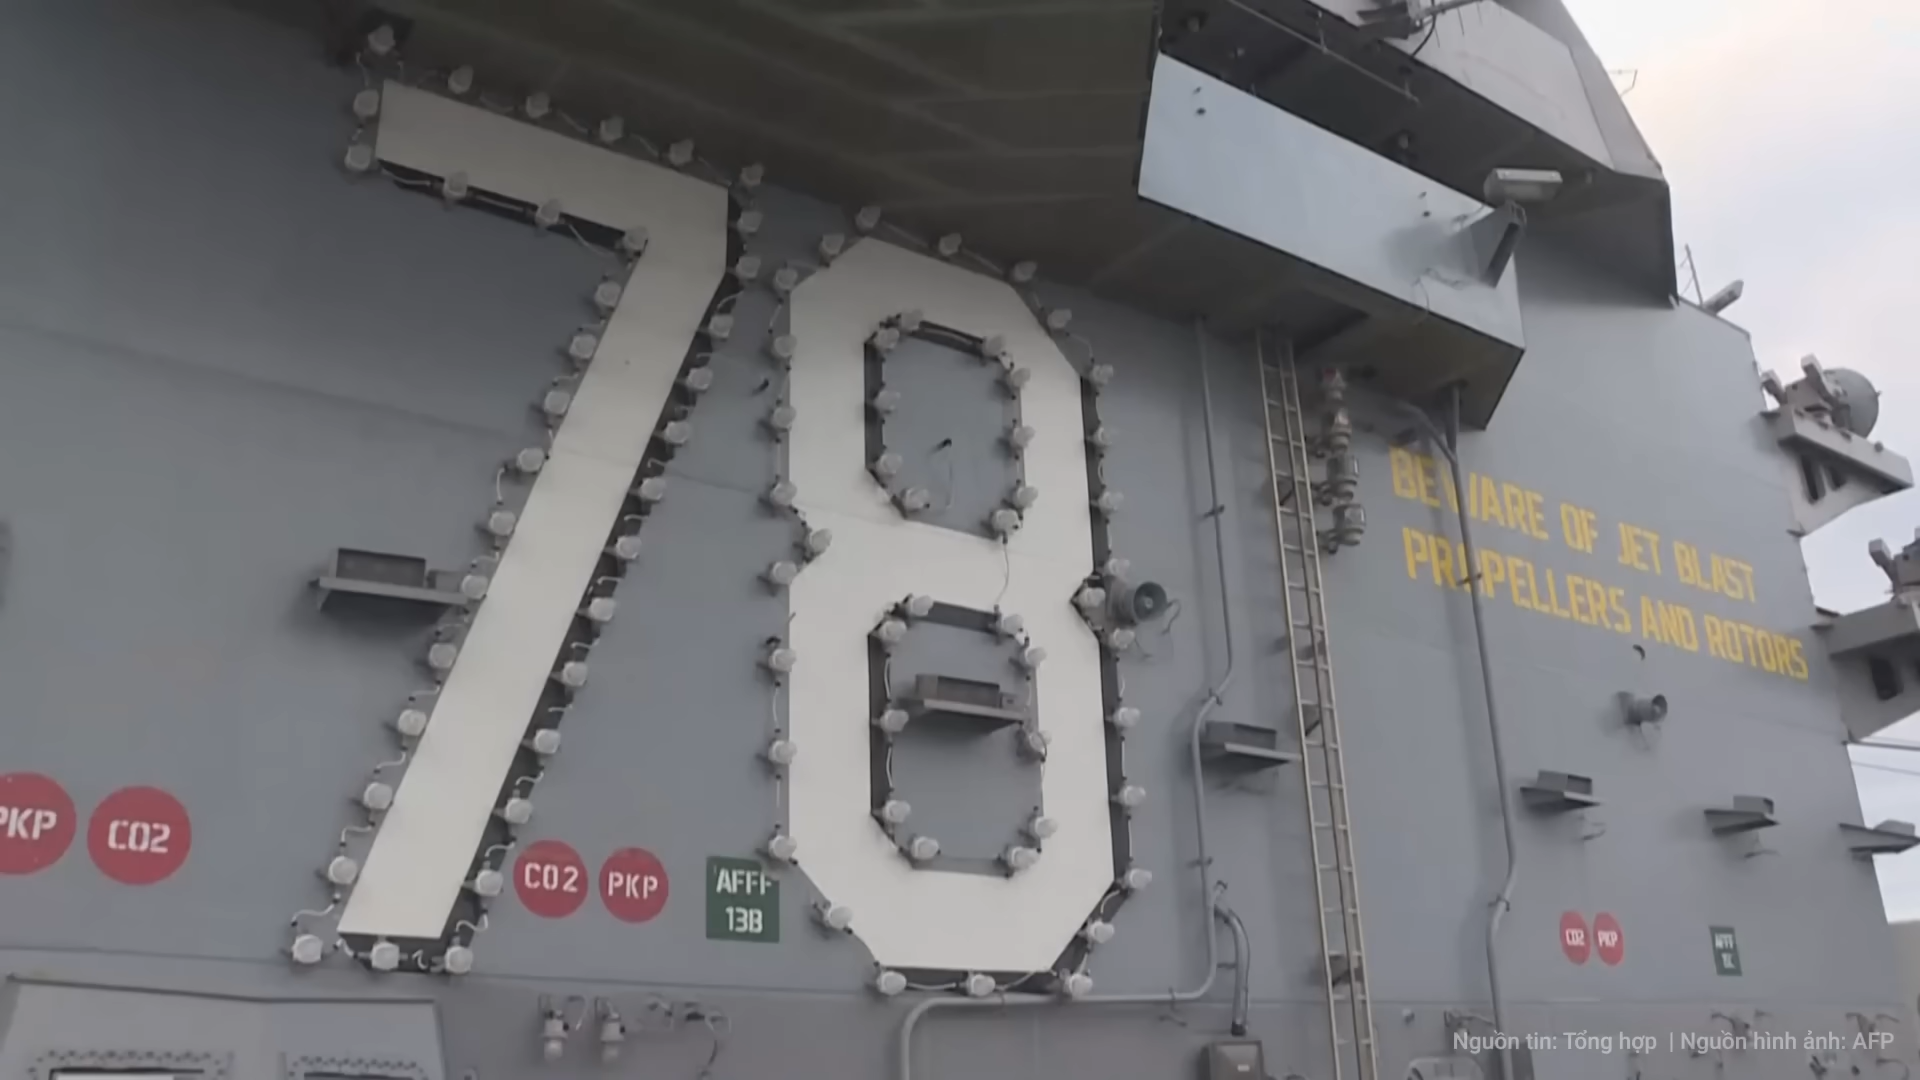 78
BEWARE OF JET BLAST
PROPELLERS AND ROTORS
PKP
CO2
CO2
PKP
AFFF
13B
CO2
PKP
AFFF
Nguồn tin: Tổng hợp | Nguồn hình ảnh: AFP